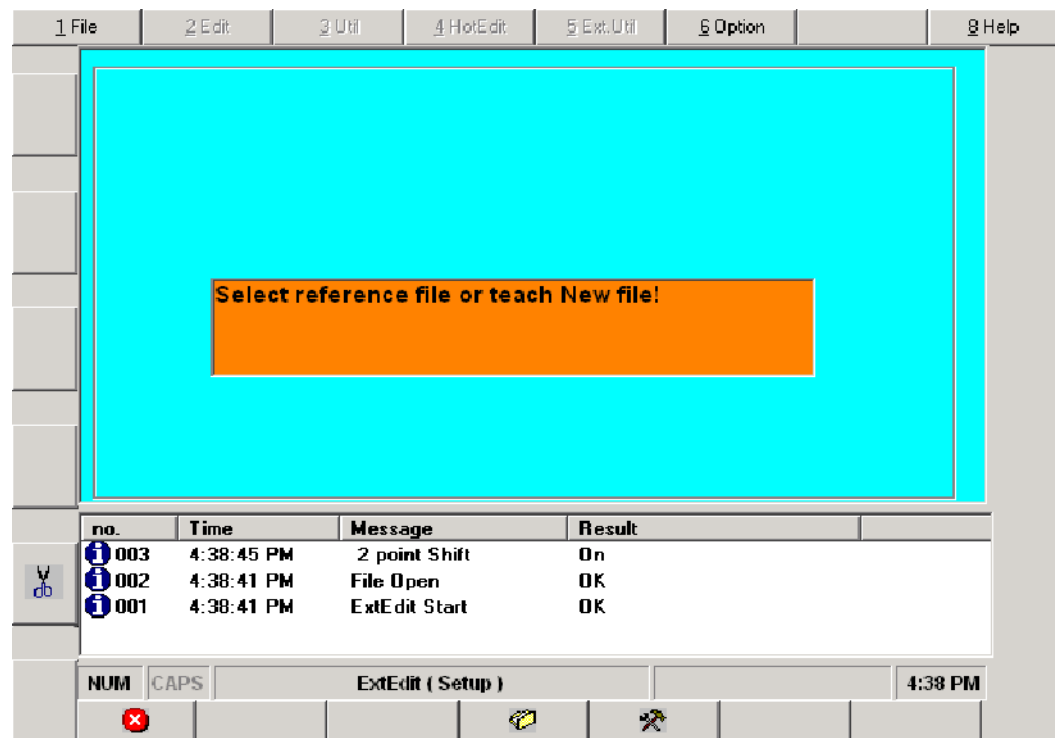 1 File 2 Edit 3 Util 4 HotEdit 5 Ext.Util 6 Option 8 Help
Select reference file or teach New file!
no. Time Message Result
003 4:38:45 PM 2 point Shift On
002 4:38:41 PM File Open OK
001 4:38:41 PM ExtEdit Start OK
NUM CAPS ExtEdit ( Setup ) 4:38 PM